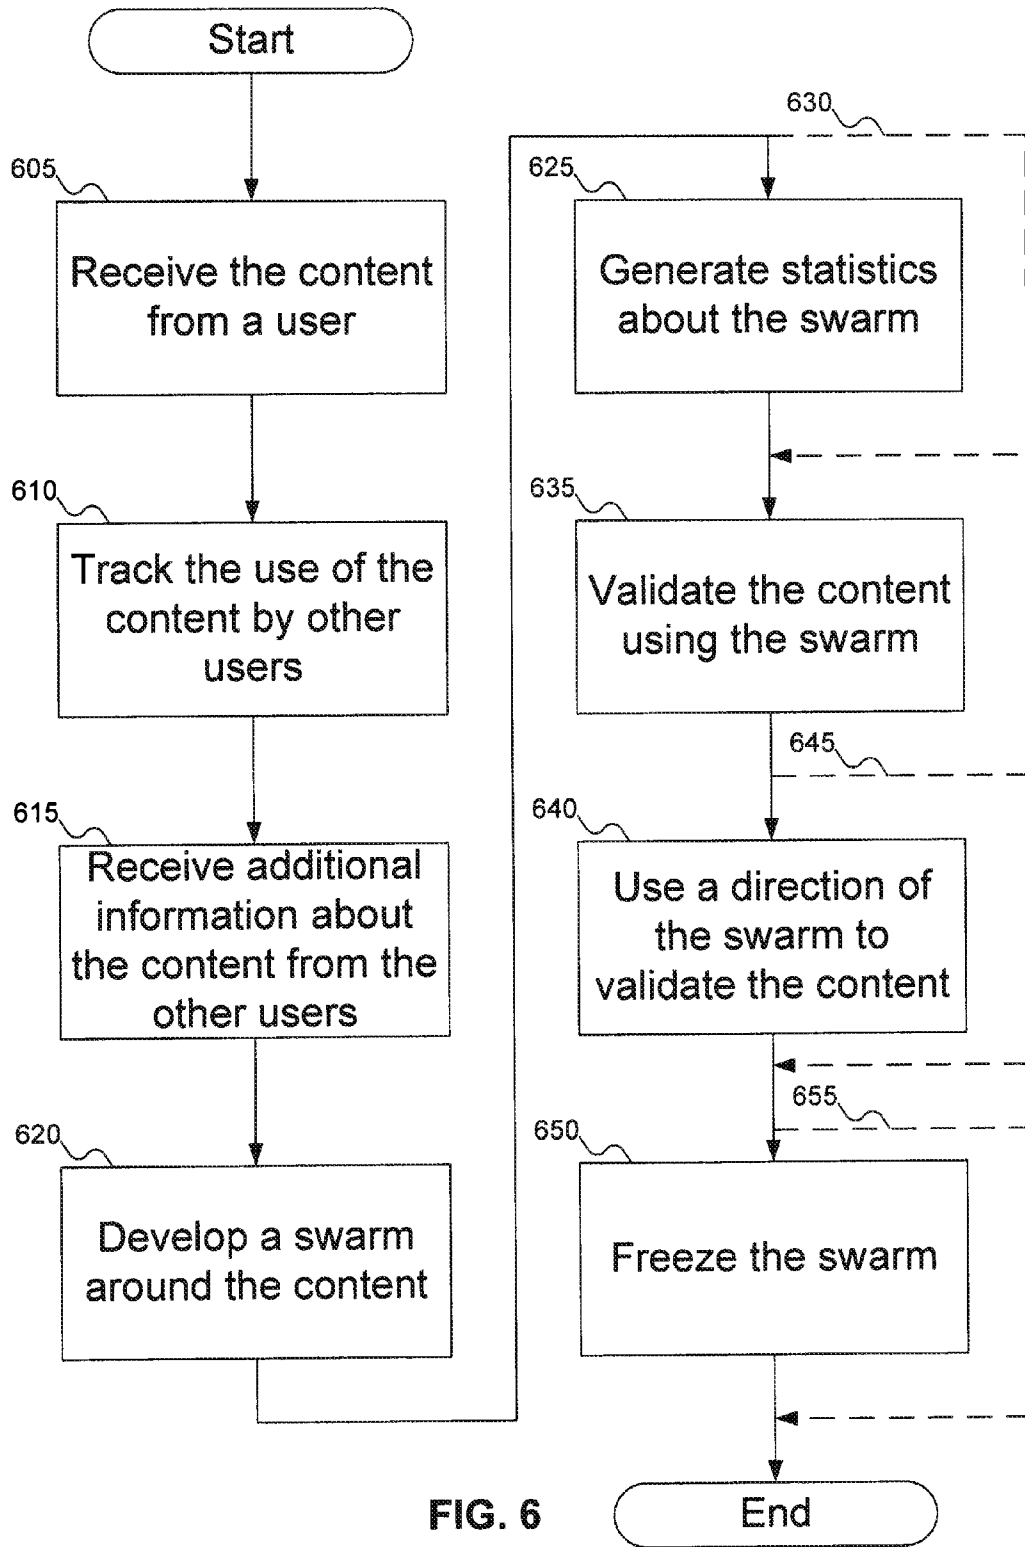 Start
605
Receive the content
from a user
610
Track the use of the
content by other
users
615
Receive additional
information about
the content from the
other users
620
Develop a swarm
around the content
630
625
Generate statistics
about the swarm
635
Validate the content
using the swarm
645
640
Use a direction of
the swarm to
validate the content
655
650
Freeze the swarm
End
FIG. 6